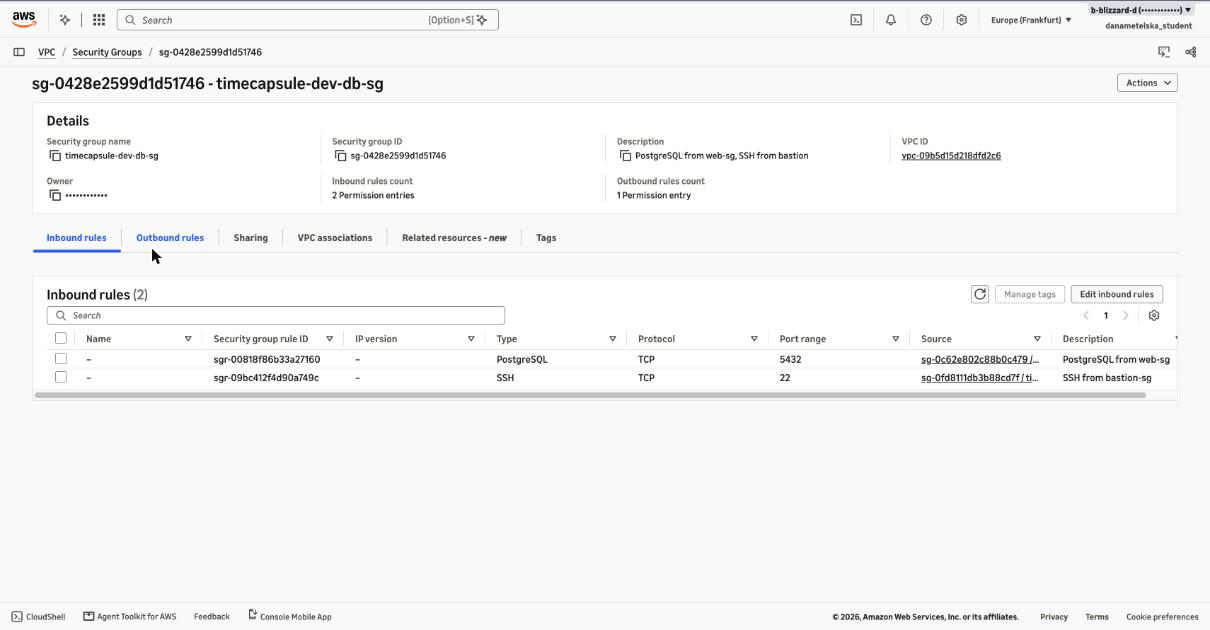 aws
Search [Option+S]
Europe (Frankfurt) ▼
b-blizzard-d (••••••••••••) ▼
danametelska_student
VPC / Security Groups / sg-0428e2599d1d51746
sg-0428e2599d1d51746 - timecapsule-dev-db-sg
Actions
Details
Security group name
timecapsule-dev-db-sg
Security group ID
sg-0428e2599d1d51746
Description
PostgreSQL from web-sg, SSH from bastion
VPC ID
vpc-09b5d15d218dfd2c6
Owner
••••••••••••
Inbound rules count
2 Permission entries
Outbound rules count
1 Permission entry
Inbound rules Outbound rules Sharing VPC associations Related resources - new Tags
Inbound rules (2)
Manage tags Edit inbound rules
Search
1
Name Security group rule ID IP version Type Protocol Port range Source Description
– sgr-00818f86b33a27160 – PostgreSQL TCP 5432 sg-0c62e802c88b0c479 /... PostgreSQL from web-sg
– sgr-09bc412f4d90a749c – SSH TCP 22 sg-0fd8111db3b88cd7f / ti... SSH from bastion-sg
CloudShell Agent Toolkit for AWS Feedback Console Mobile App © 2026, Amazon Web Services, Inc. or its affiliates. Privacy Terms Cookie preferences